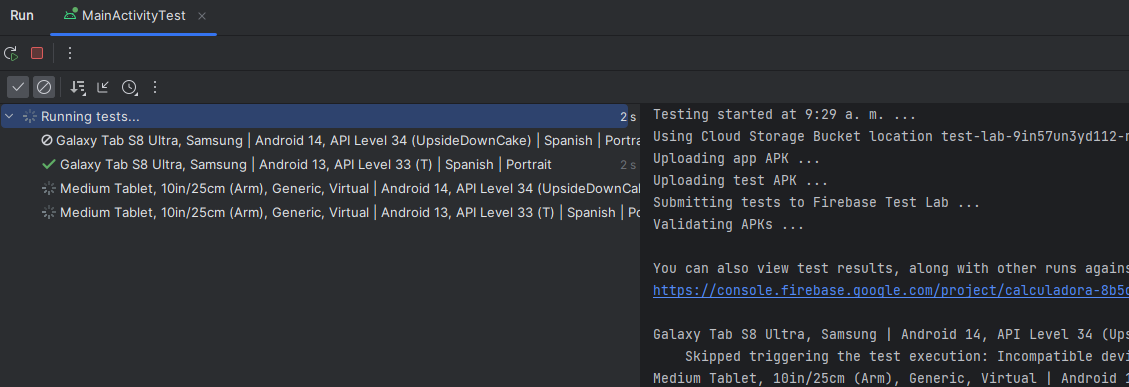 Run MainActivityTest
Running tests... 2 s
Galaxy Tab S8 Ultra, Samsung | Android 14, API Level 34 (UpsideDownCake) | Spanish | Portra
Galaxy Tab S8 Ultra, Samsung | Android 13, API Level 33 (T) | Spanish | Portrait 2 s
Medium Tablet, 10in/25cm (Arm), Generic, Virtual | Android 14, API Level 34 (UpsideDownCak
Medium Tablet, 10in/25cm (Arm), Generic, Virtual | Android 13, API Level 33 (T) | Spanish | Po
Testing started at 9:29 a. m. ...
Using Cloud Storage Bucket location test-lab-9in57un3yd112-r
Uploading app APK ...
Uploading test APK ...
Submitting tests to Firebase Test Lab ...
Validating APKs ...
You can also view test results, along with other runs agains
https://console.firebase.google.com/project/calculadora-8b5c
Galaxy Tab S8 Ultra, Samsung | Android 14, API Level 34 (Ups
Skipped triggering the test execution: Incompatible devi
Medium Tablet, 10in/25cm (Arm), Generic, Virtual | Android 1